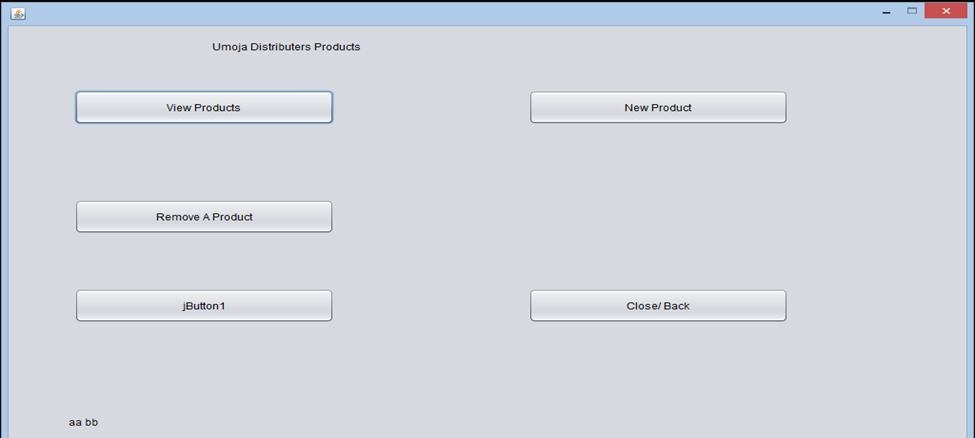 Umoja Distributers Products
View Products
New Product
Remove A Product
jButton1
Close/ Back
aa bb